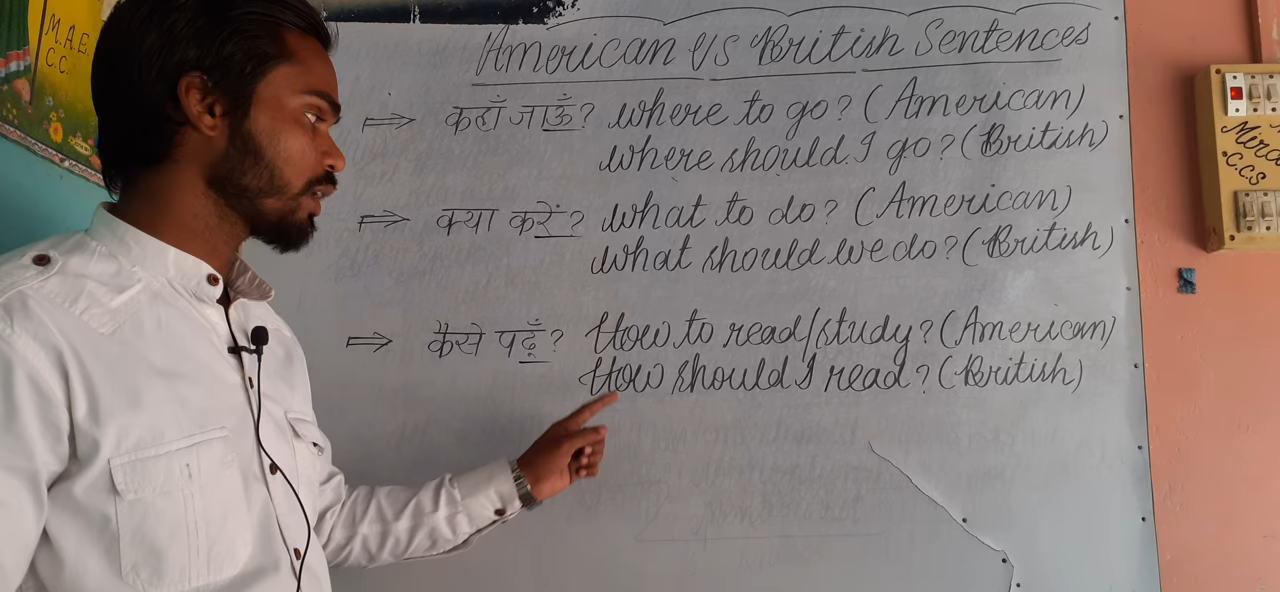 M.A.E.
C.C.
American V/S British Sentences
⇒ कहाँ जाऊँ? where to go? (American)
where should I go? (British)
⇒ क्या करें? what to do? (American)
what should we do? (British)
⇒ कैसे पढूँ? How to read/study? (American)
How should I read? (British)
C.C.S